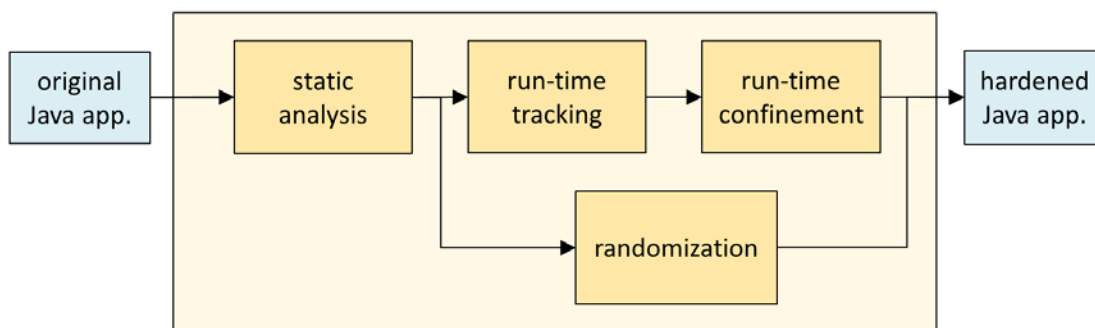 original
Java app.
static
analysis
run-time
tracking
run-time
confinement
hardened
Java app.
randomization